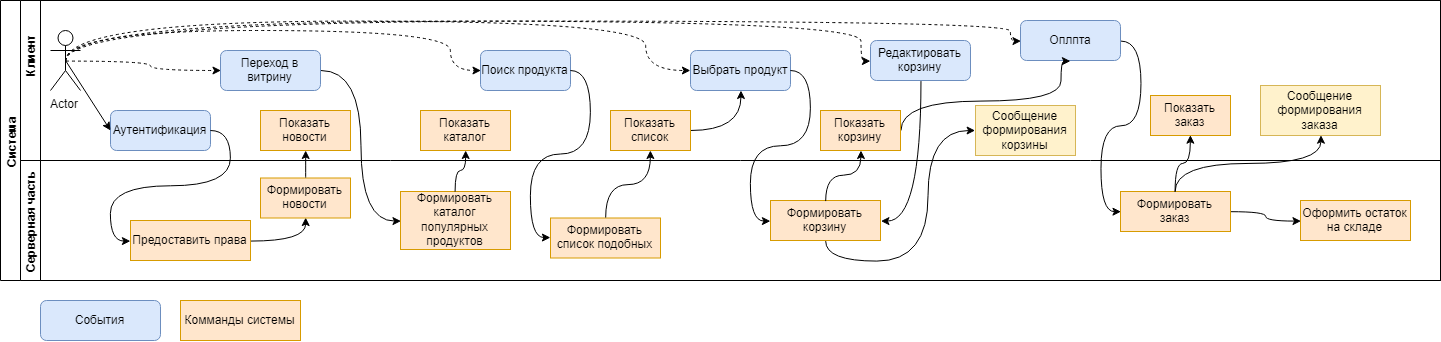 Система
Клиент
Серверная часть
Actor
Аутентификация
Переход в
витрину
Поиск продукта
Выбрать продукт
Редактировать
корзину
Оплпта
Показать
новости
Показать
каталог
Показать
список
Показать
корзину
Сообщение
формирования
корзины
Показать
заказ
Сообщение
формирования
заказа
Предоставить права
Формировать
новости
Формировать
каталог
популярных
продуктов
Формировать
список подобных
Формировать
корзину
Формировать
заказ
Оформить остаток
на складе
События
Комманды системы